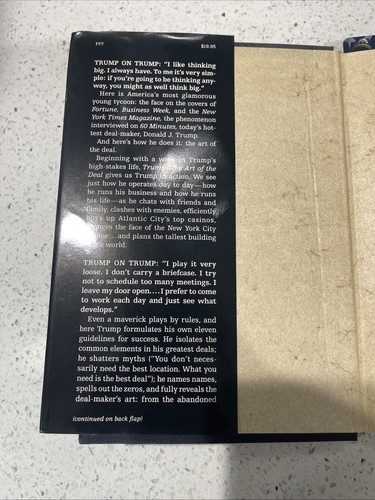 FPT $19.95
TRUMP ON TRUMP: "I like thinking
big. I always have. To me it's very sim-
ple: if you're going to be thinking any-
way, you might as well think big."
Here is America's most glamorous
young tycoon: the face on the covers of
Fortune, Business Week, and the New
York Times Magazine, the phenomenon
interviewed on 60 Minutes, today's hot-
test deal-maker, Donald J. Trump.
And here's how he does it: the art of
the deal.
Beginning with a week in Trump's
high-stakes life, Trump: The Art of the
Deal gives us Trump in action. We see
just how he operates day to day—how
he runs his business and how he runs
his life—as he chats with friends and
family, clashes with enemies, efficiently
up Atlantic City's top casinos,
the face of the New York City
and plans the tallest building
world.
TRUMP ON TRUMP: "I play it very
loose. I don't carry a briefcase. I try
not to schedule too many meetings. I
leave my door open.... I prefer to come
to work each day and just see what
develops."
Even a maverick plays by rules, and
here Trump formulates his own eleven
guidelines for success. He isolates the
common elements in his greatest deals;
he shatters myths ("You don't neces-
sarily need the best location. What you
need is the best deal"); he names names,
spells out the zeros, and fully reveals the
deal-maker's art: from the abandoned
(continued on back flap)